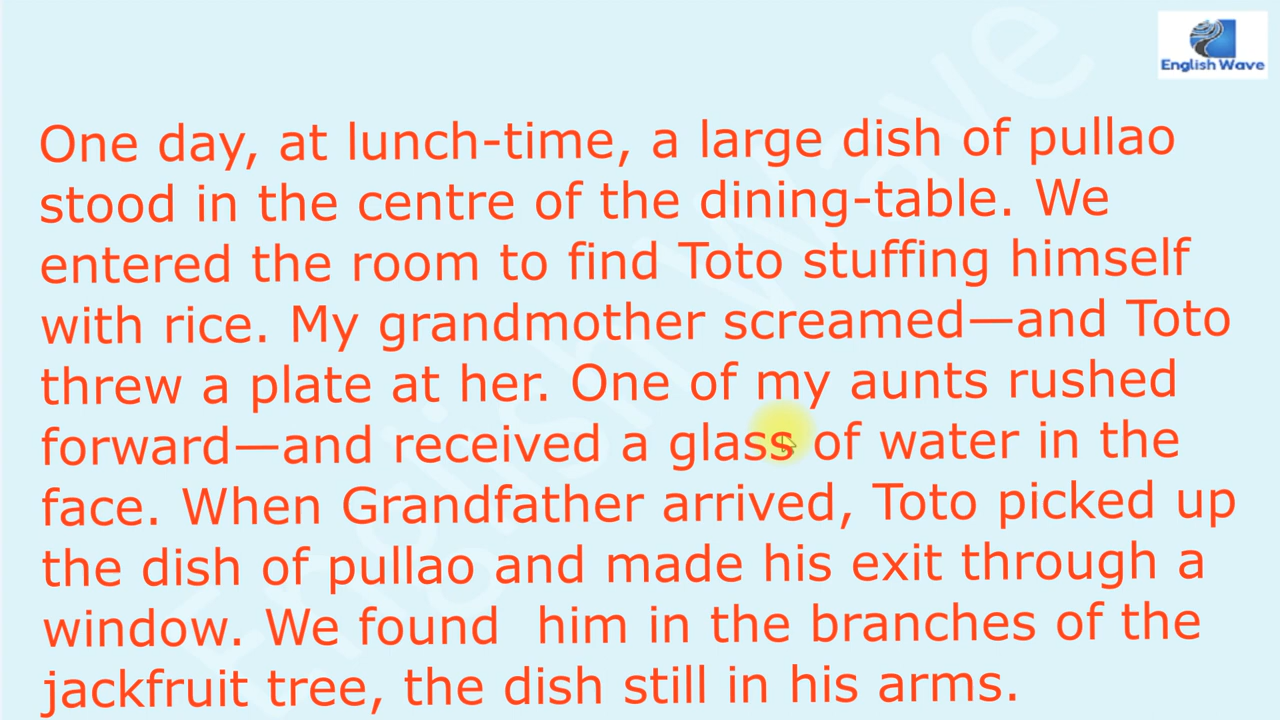 English Wave
One day, at lunch-time, a large dish of pullao
stood in the centre of the dining-table. We
entered the room to find Toto stuffing himself
with rice. My grandmother screamed—and Toto
threw a plate at her. One of my aunts rushed
forward—and received a glass of water in the
face. When Grandfather arrived, Toto picked up
the dish of pullao and made his exit through a
window. We found him in the branches of the
jackfruit tree, the dish still in his arms.
English Wave